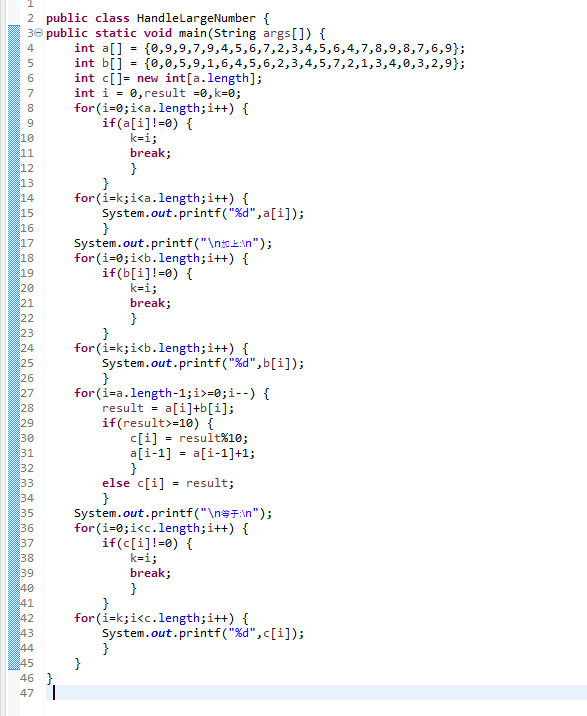 1
2 public class HandleLargeNumber {
3 public static void main(String args[]) {
4 int a[] = {0,9,9,7,9,4,5,6,7,2,3,4,5,6,4,7,8,9,8,7,6,9};
5 int b[] = {0,0,5,9,1,6,4,5,6,2,3,4,5,7,2,1,3,4,0,3,2,9};
6 int c[]= new int[a.length];
7 int i = 0,result =0,k=0;
8 for(i=0;i<a.length;i++) {
9 if(a[i]!=0) {
10 k=i;
11 break;
12 }
13 }
14 for(i=k;i<a.length;i++) {
15 System.out.printf("%d",a[i]);
16 }
17 System.out.printf("\n加上:\n");
18 for(i=0;i<b.length;i++) {
19 if(b[i]!=0) {
20 k=i;
21 break;
22 }
23 }
24 for(i=k;i<b.length;i++) {
25 System.out.printf("%d",b[i]);
26 }
27 for(i=a.length-1;i>=0;i--) {
28 result = a[i]+b[i];
29 if(result>=10) {
30 c[i] = result%10;
31 a[i-1] = a[i-1]+1;
32 }
33 else c[i] = result;
34 }
35 System.out.printf("\n等于:\n");
36 for(i=0;i<c.length;i++) {
37 if(c[i]!=0) {
38 k=i;
39 break;
40 }
41 }
42 for(i=k;i<c.length;i++) {
43 System.out.printf("%d",c[i]);
44 }
45 }
46 }
47